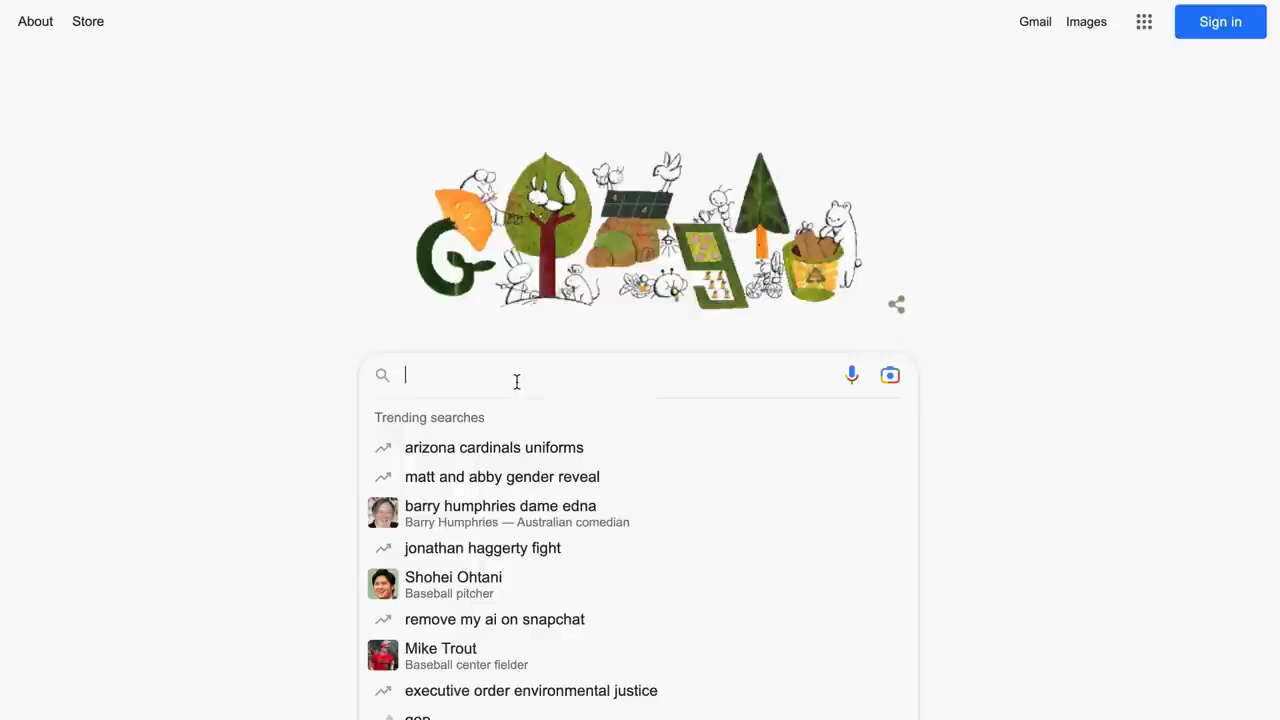 About Store Gmail Images Sign in
Trending searches
arizona cardinals uniforms
matt and abby gender reveal
barry humphries dame edna
Barry Humphries — Australian comedian
jonathan haggerty fight
Shohei Ohtani
Baseball pitcher
remove my ai on snapchat
Mike Trout
Baseball center fielder
executive order environmental justice